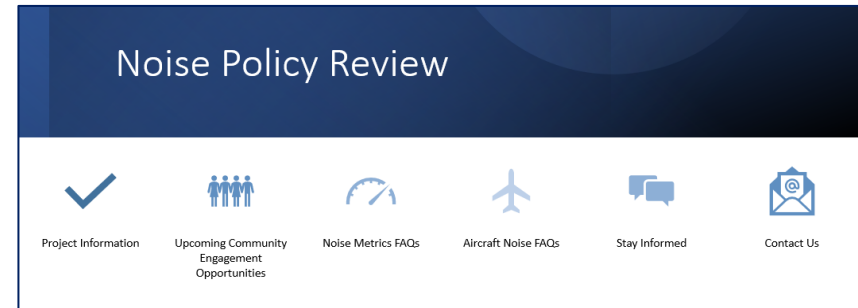 Noise Policy Review
@
Project Information
Upcoming Community
Engagement
Opportunities
Noise Metrics FAQs
Aircraft Noise FAQs
Stay Informed
Contact Us